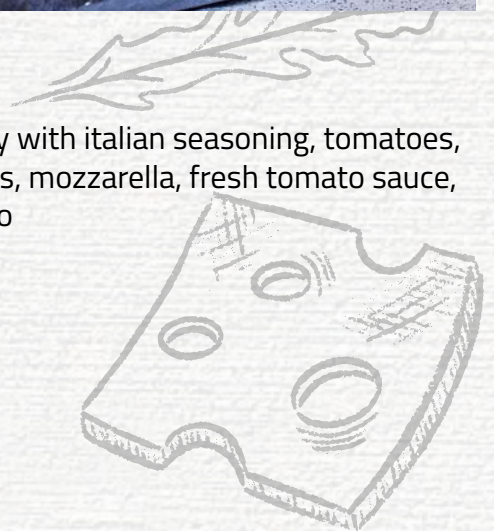 with italian seasoning, tomatoes,
mozzarella, fresh tomato sauce,